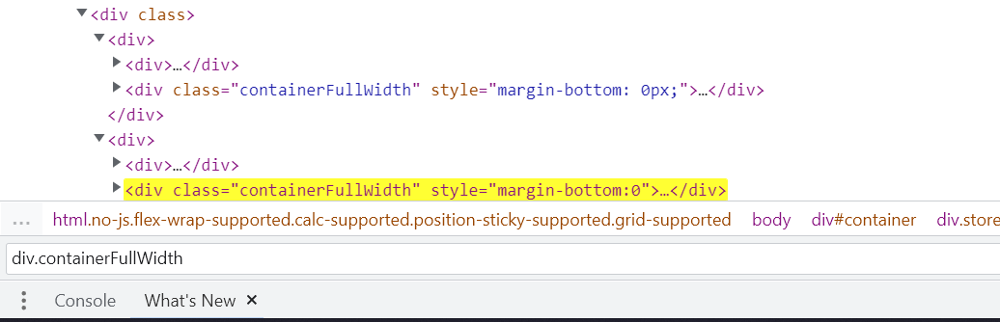 <div class>
<div>
<div>…</div>
<div class="containerFullWidth" style="margin-bottom: 0px;">…</div>
</div>
<div>
<div>…</div>
<div class="containerFullWidth" style="margin-bottom:0">…</div>
... html.no-js.flex-wrap-supported.calc-supported.position-sticky-supported.grid-supported body div#container div.store
div.containerFullWidth
Console What's New ×